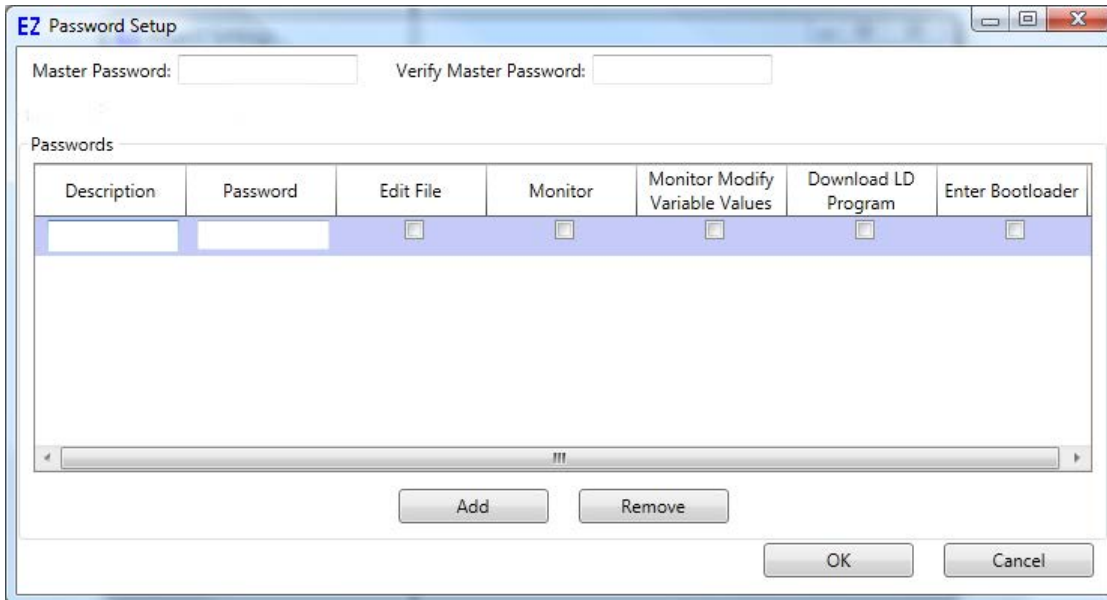 EZ Password Setup
Master Password: Verify Master Password:
Passwords
Description Password Edit File Monitor Monitor Modify Variable Values Download LD Program Enter Bootloader
Add Remove
OK Cancel